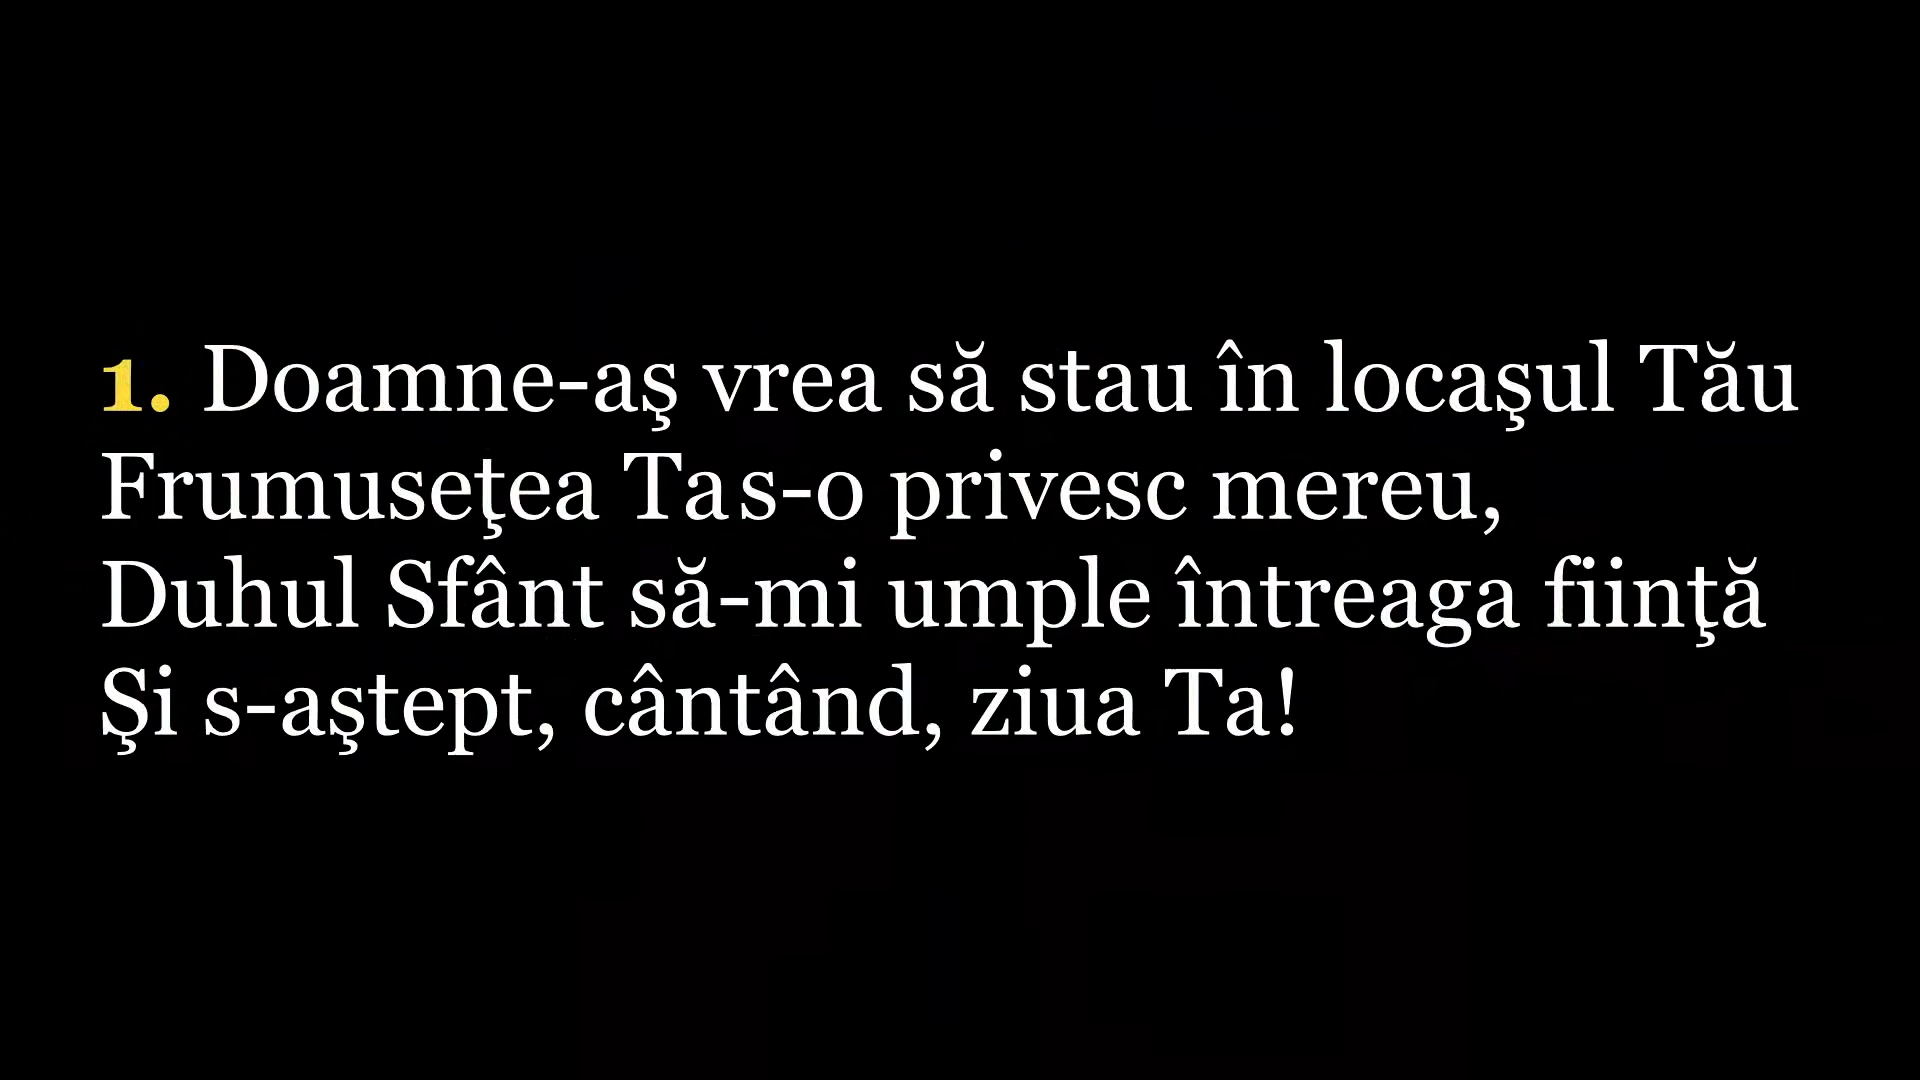 1. Doamne-aş vrea să stau în locaşul Tău
Frumuseţea Ta s-o privesc mereu,
Duhul Sfânt să-mi umple întreaga fiinţă
Şi s-aştept, cântând, ziua Ta!